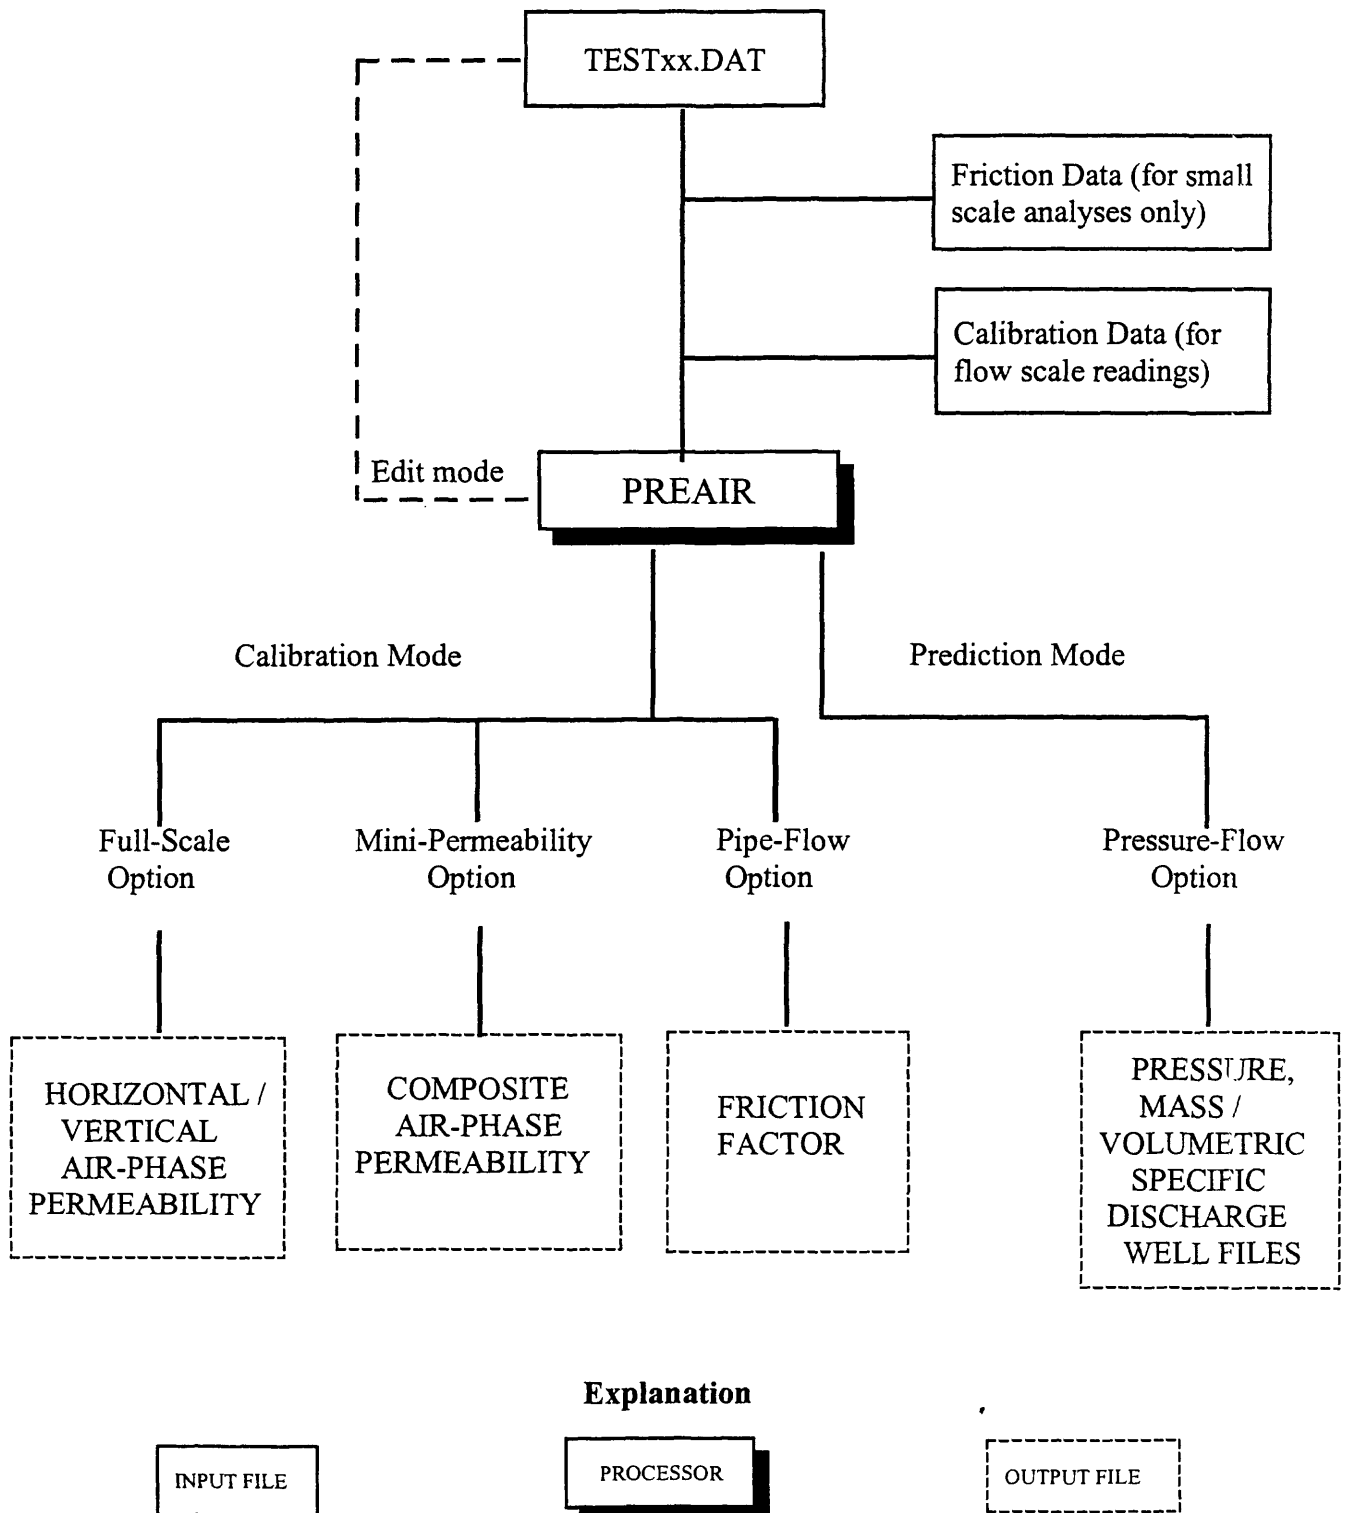 TESTxx.DAT
Friction Data (for small
scale analyses only)
Calibration Data (for
flow scale readings)
Edit mode
PREAIR
Calibration Mode
Prediction Mode
Full-Scale
Option
Mini-Permeability
Option
Pipe-Flow
Option
Pressure-Flow
Option
HORIZONTAL /
VERTICAL
AIR-PHASE
PERMEABILITY
COMPOSITE
AIR-PHASE
PERMEABILITY
FRICTION
FACTOR
PRESSURE,
MASS /
VOLUMETRIC
SPECIFIC
DISCHARGE
WELL FILES
Explanation
INPUT FILE
PROCESSOR
OUTPUT FILE